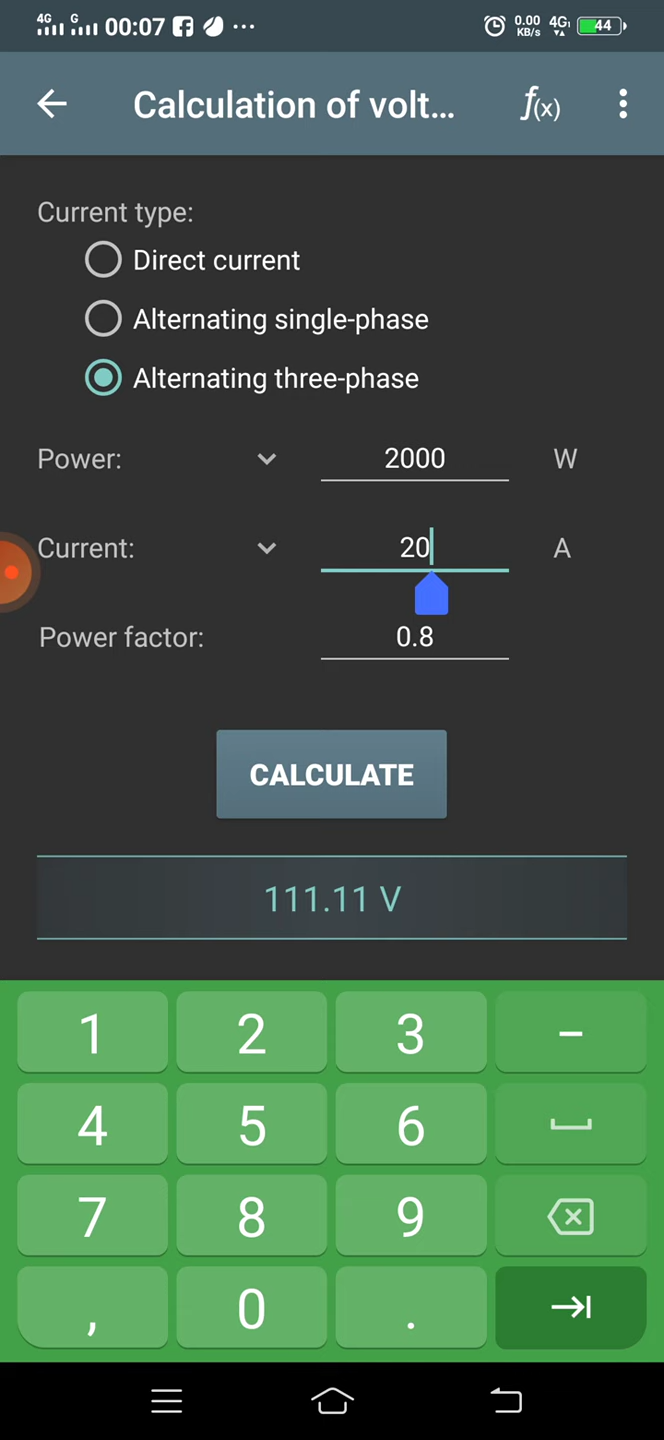 4G G 00:07 ... 0.00 KB/s 4G 44
Calculation of volt... f(x)
Current type:
Direct current
Alternating single-phase
Alternating three-phase
Power: 2000 W
Current: 20 A
Power factor: 0.8
CALCULATE
111.11 V
1 2 3 -
4 5 6
7 8 9
, 0 .